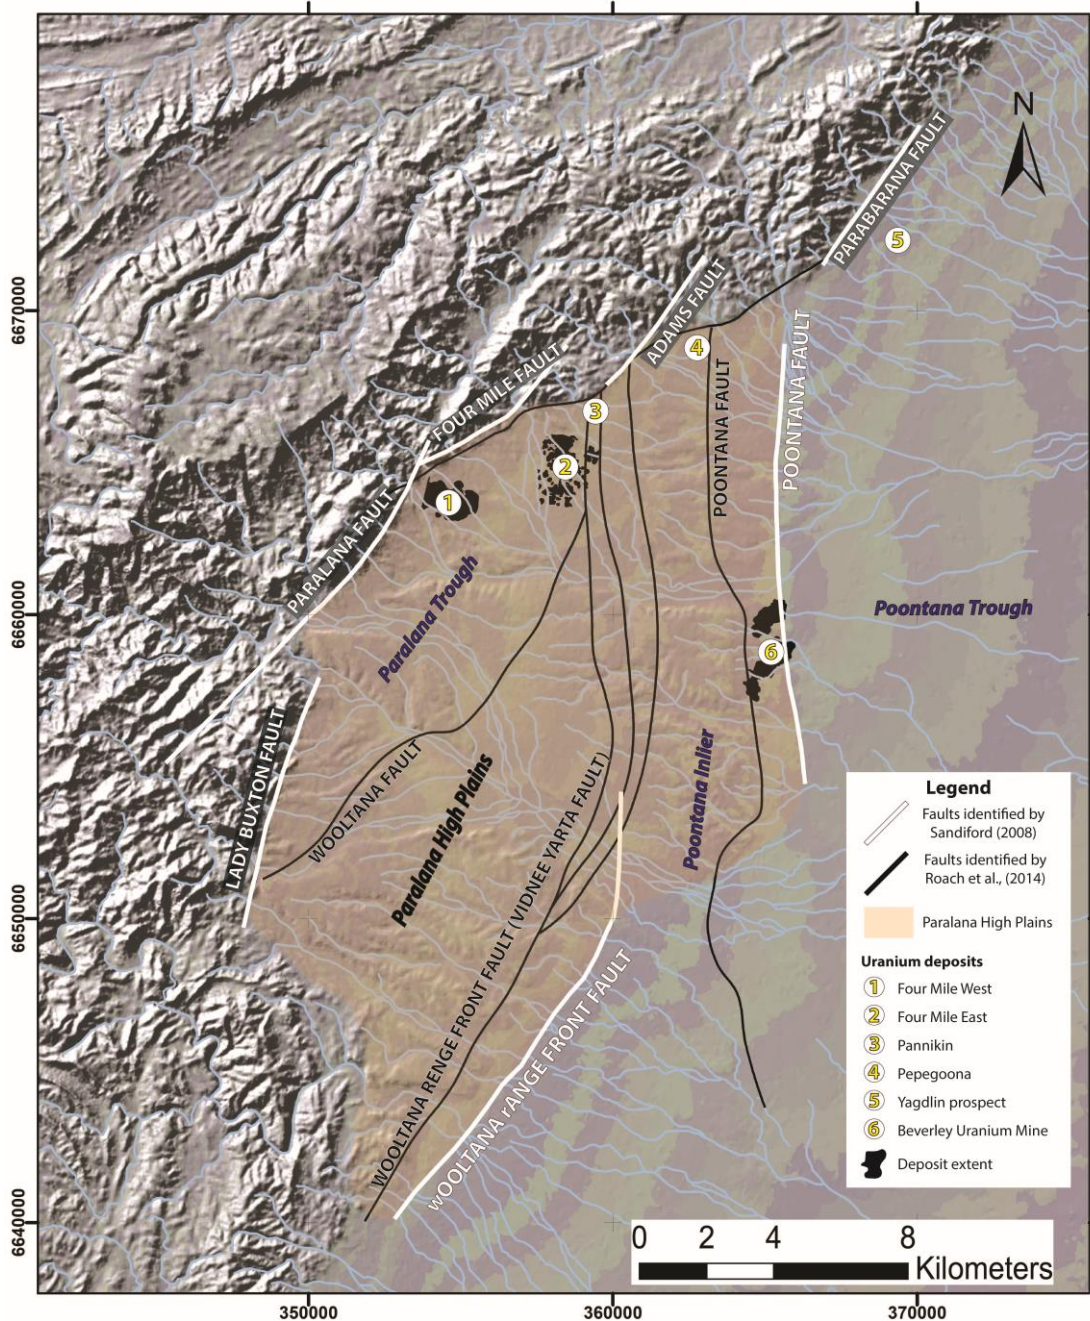 N
PARABARANA FAULT
5
6670000
ADAMS FAULT
4
POONTANA FAULT
POONTANA FAULT
FOUR MILE FAULT
3
2
1
PARALANA FAULT
Paralana Trough
6660000
Poontana Trough
6
LADY BUXTON FAULT
WOOLTANA FAULT
Paralana High Plains
WOOLTANA RENGE FRONT FAULT (VIDNEE YARTA FAULT)
Poontana Inlier
6650000
wOOLTANA rANGE FRONT FAULT
6640000
Legend
Faults identified by
Sandiford (2008)
Faults identified by
Roach et al., (2014)
Paralana High Plains
Uranium deposits
1 Four Mile West
2 Four Mile East
3 Pannikin
4 Pepegoona
5 Yagdlin prospect
6 Beverley Uranium Mine
Deposit extent
0 2 4 8
Kilometers
350000 360000 370000